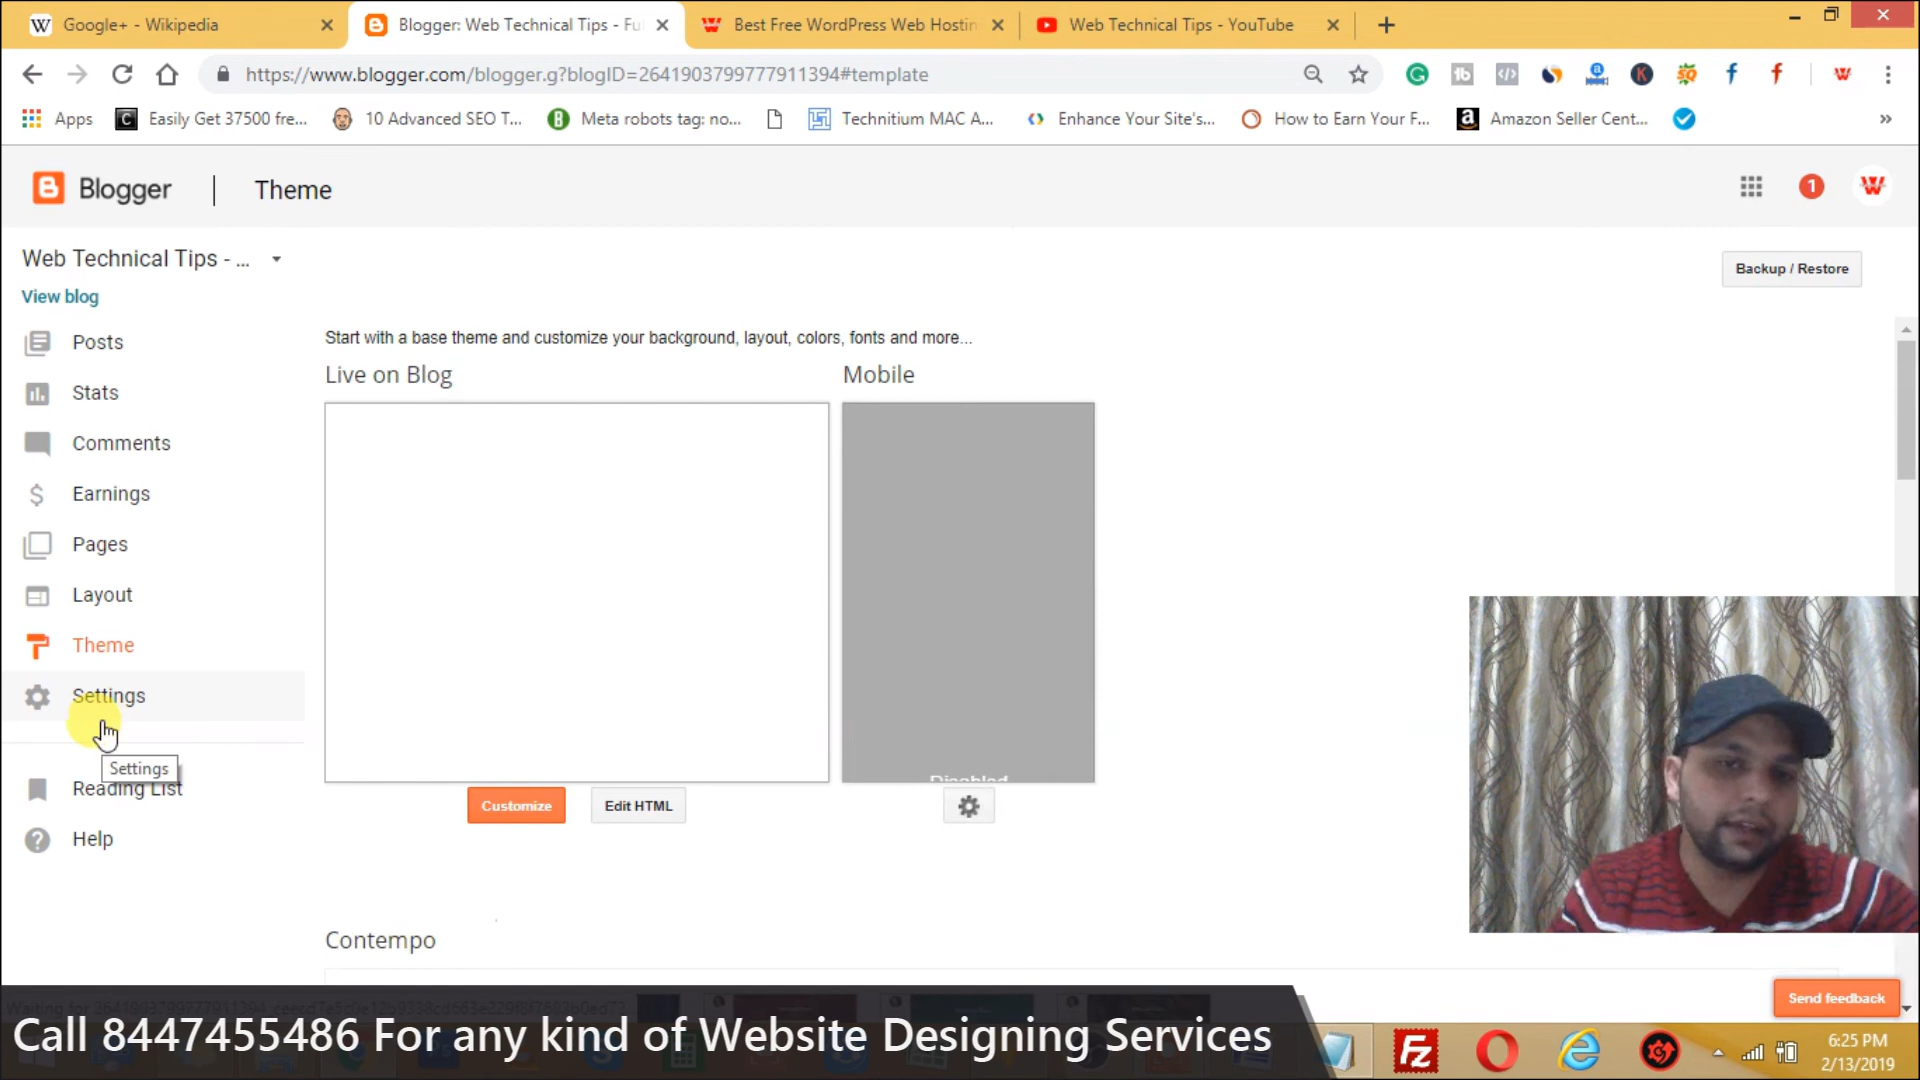 Google+ - Wikipedia
Blogger: Web Technical Tips - Fu
Best Free WordPress Web Hostin
Web Technical Tips - YouTube
https://www.blogger.com/blogger.g?blogID=2641903799777911394#template
Apps
Easily Get 37500 fre...
10 Advanced SEO T...
Meta robots tag: no...
Technitium MAC A...
Enhance Your Site's...
How to Earn Your F...
Amazon Seller Cent...
»
Blogger
Theme
1
Web Technical Tips - ...
View blog
Backup / Restore
Posts
Stats
Comments
Earnings
Pages
Layout
Theme
Settings
Settings
Reading List
Help
Start with a base theme and customize your background, layout, colors, fonts and more...
Live on Blog
Mobile
Disabled
Customize
Edit HTML
Contempo
Send feedback
Call 8447455486 For any kind of Website Designing Services
6:25 PM
2/13/2019